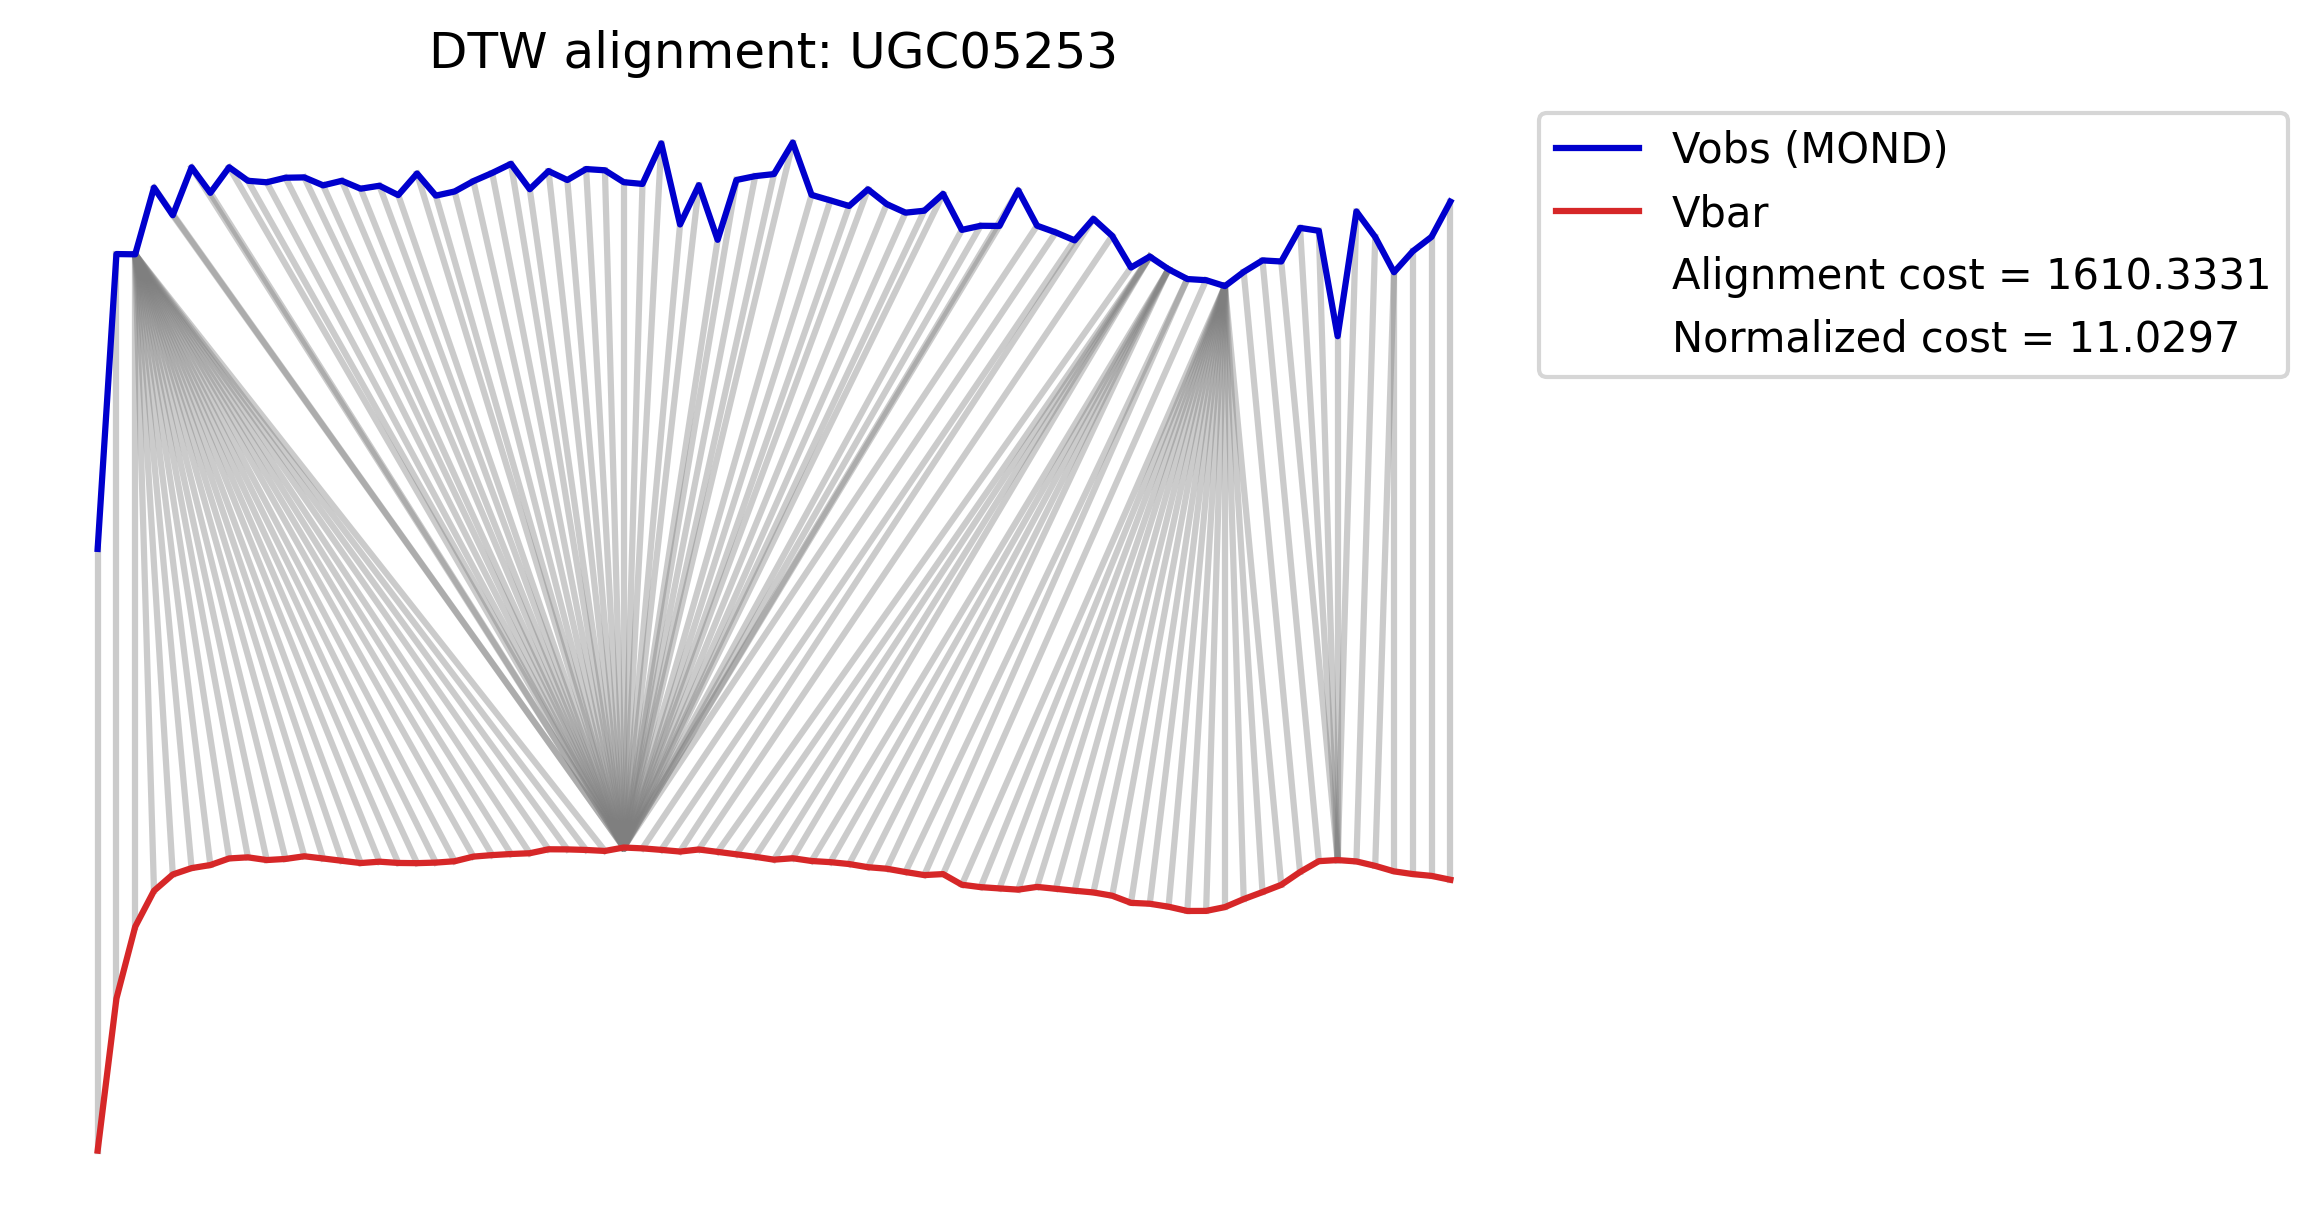 DTW alignment: UGC05253
Vobs (MOND)
Vbar
Alignment cost = 1610.3331
Normalized cost = 11.0297